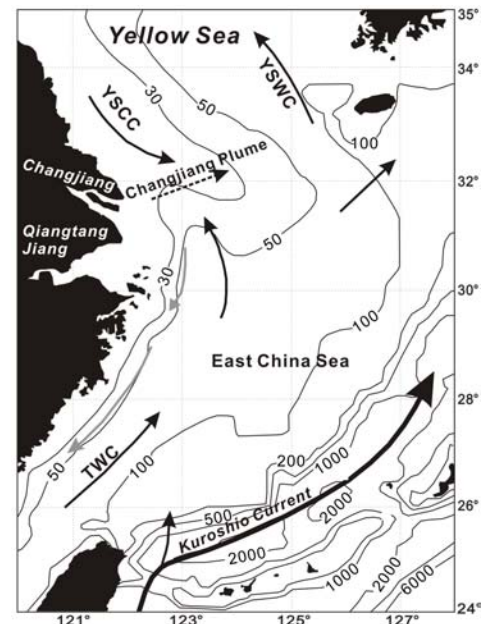 35°
Yellow Sea
34°
30
50
YSWC
YSCC
100
Changjiang
Changjiang Plume
32°
Qiangtang
Jiang
50
30
30°
100
East China Sea
28°
50
TWC
100
200
1000
500
Kuroshio Current
2000
26°
2000
1000
2000
6000
24°
121°
123°
125°
127°